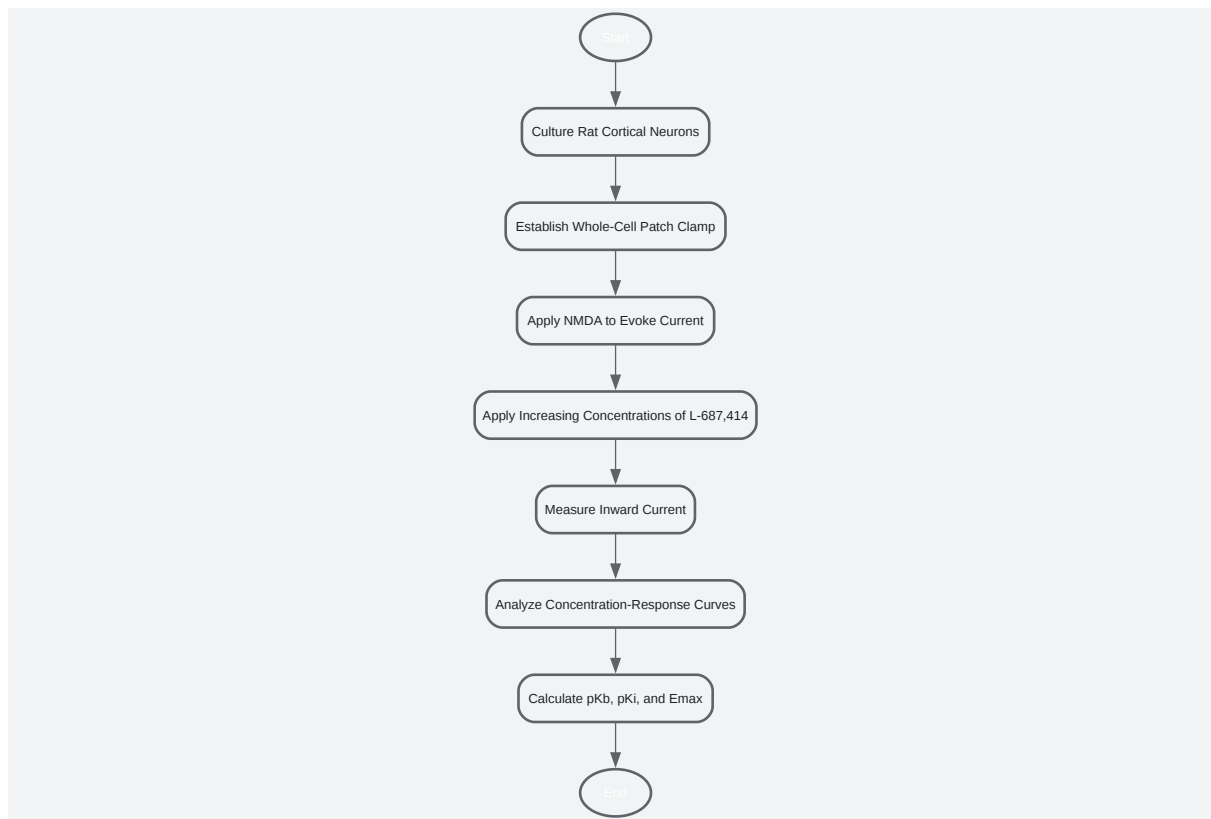 Start
Culture Rat Cortical Neurons
Establish Whole-Cell Patch Clamp
Apply NMDA to Evoke Current
Apply Increasing Concentrations of L-687,414
Measure Inward Current
Analyze Concentration-Response Curves
Calculate pKb, pKi, and Emax
End